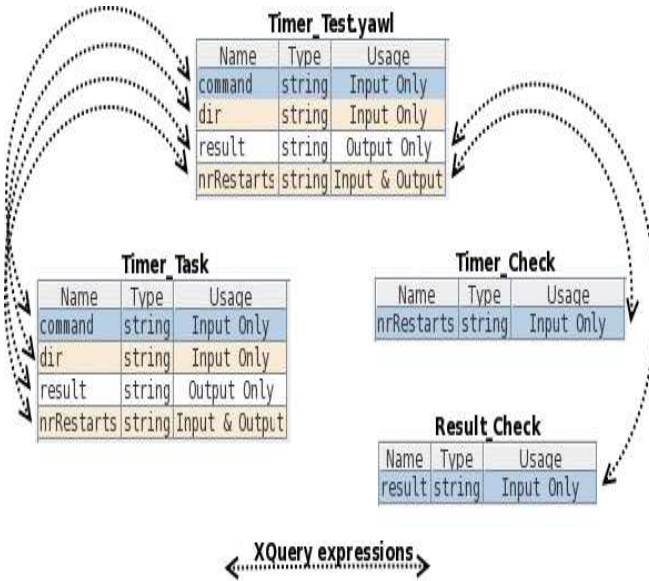 Timer_Test.yawl
Name Type Usage
command string Input Only
dir string Input Only
result string Output Only
nrRestarts string Input & Output
Timer_Task
Name Type Usage
command string Input Only
dir string Input Only
result string Output Only
nrRestarts string Input & Output
Timer_Check
Name Type Usage
nrRestarts string Input Only
Result_Check
Name Type Usage
result string Input Only
XQuery expressions